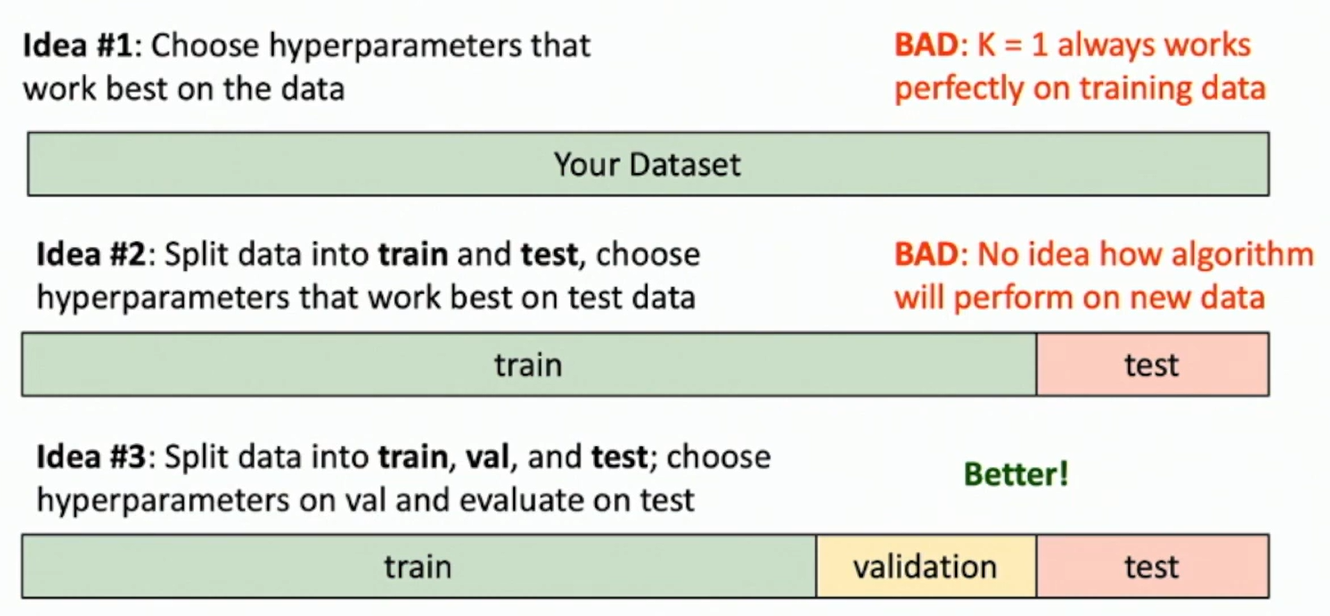 Idea #1: Choose hyperparameters that
work best on the data
BAD: K = 1 always works
perfectly on training data
Your Dataset
Idea #2: Split data into train and test, choose
hyperparameters that work best on test data
BAD: No idea how algorithm
will perform on new data
train
test
Idea #3: Split data into train, val, and test; choose
hyperparameters on val and evaluate on test
Better!
train
validation
test